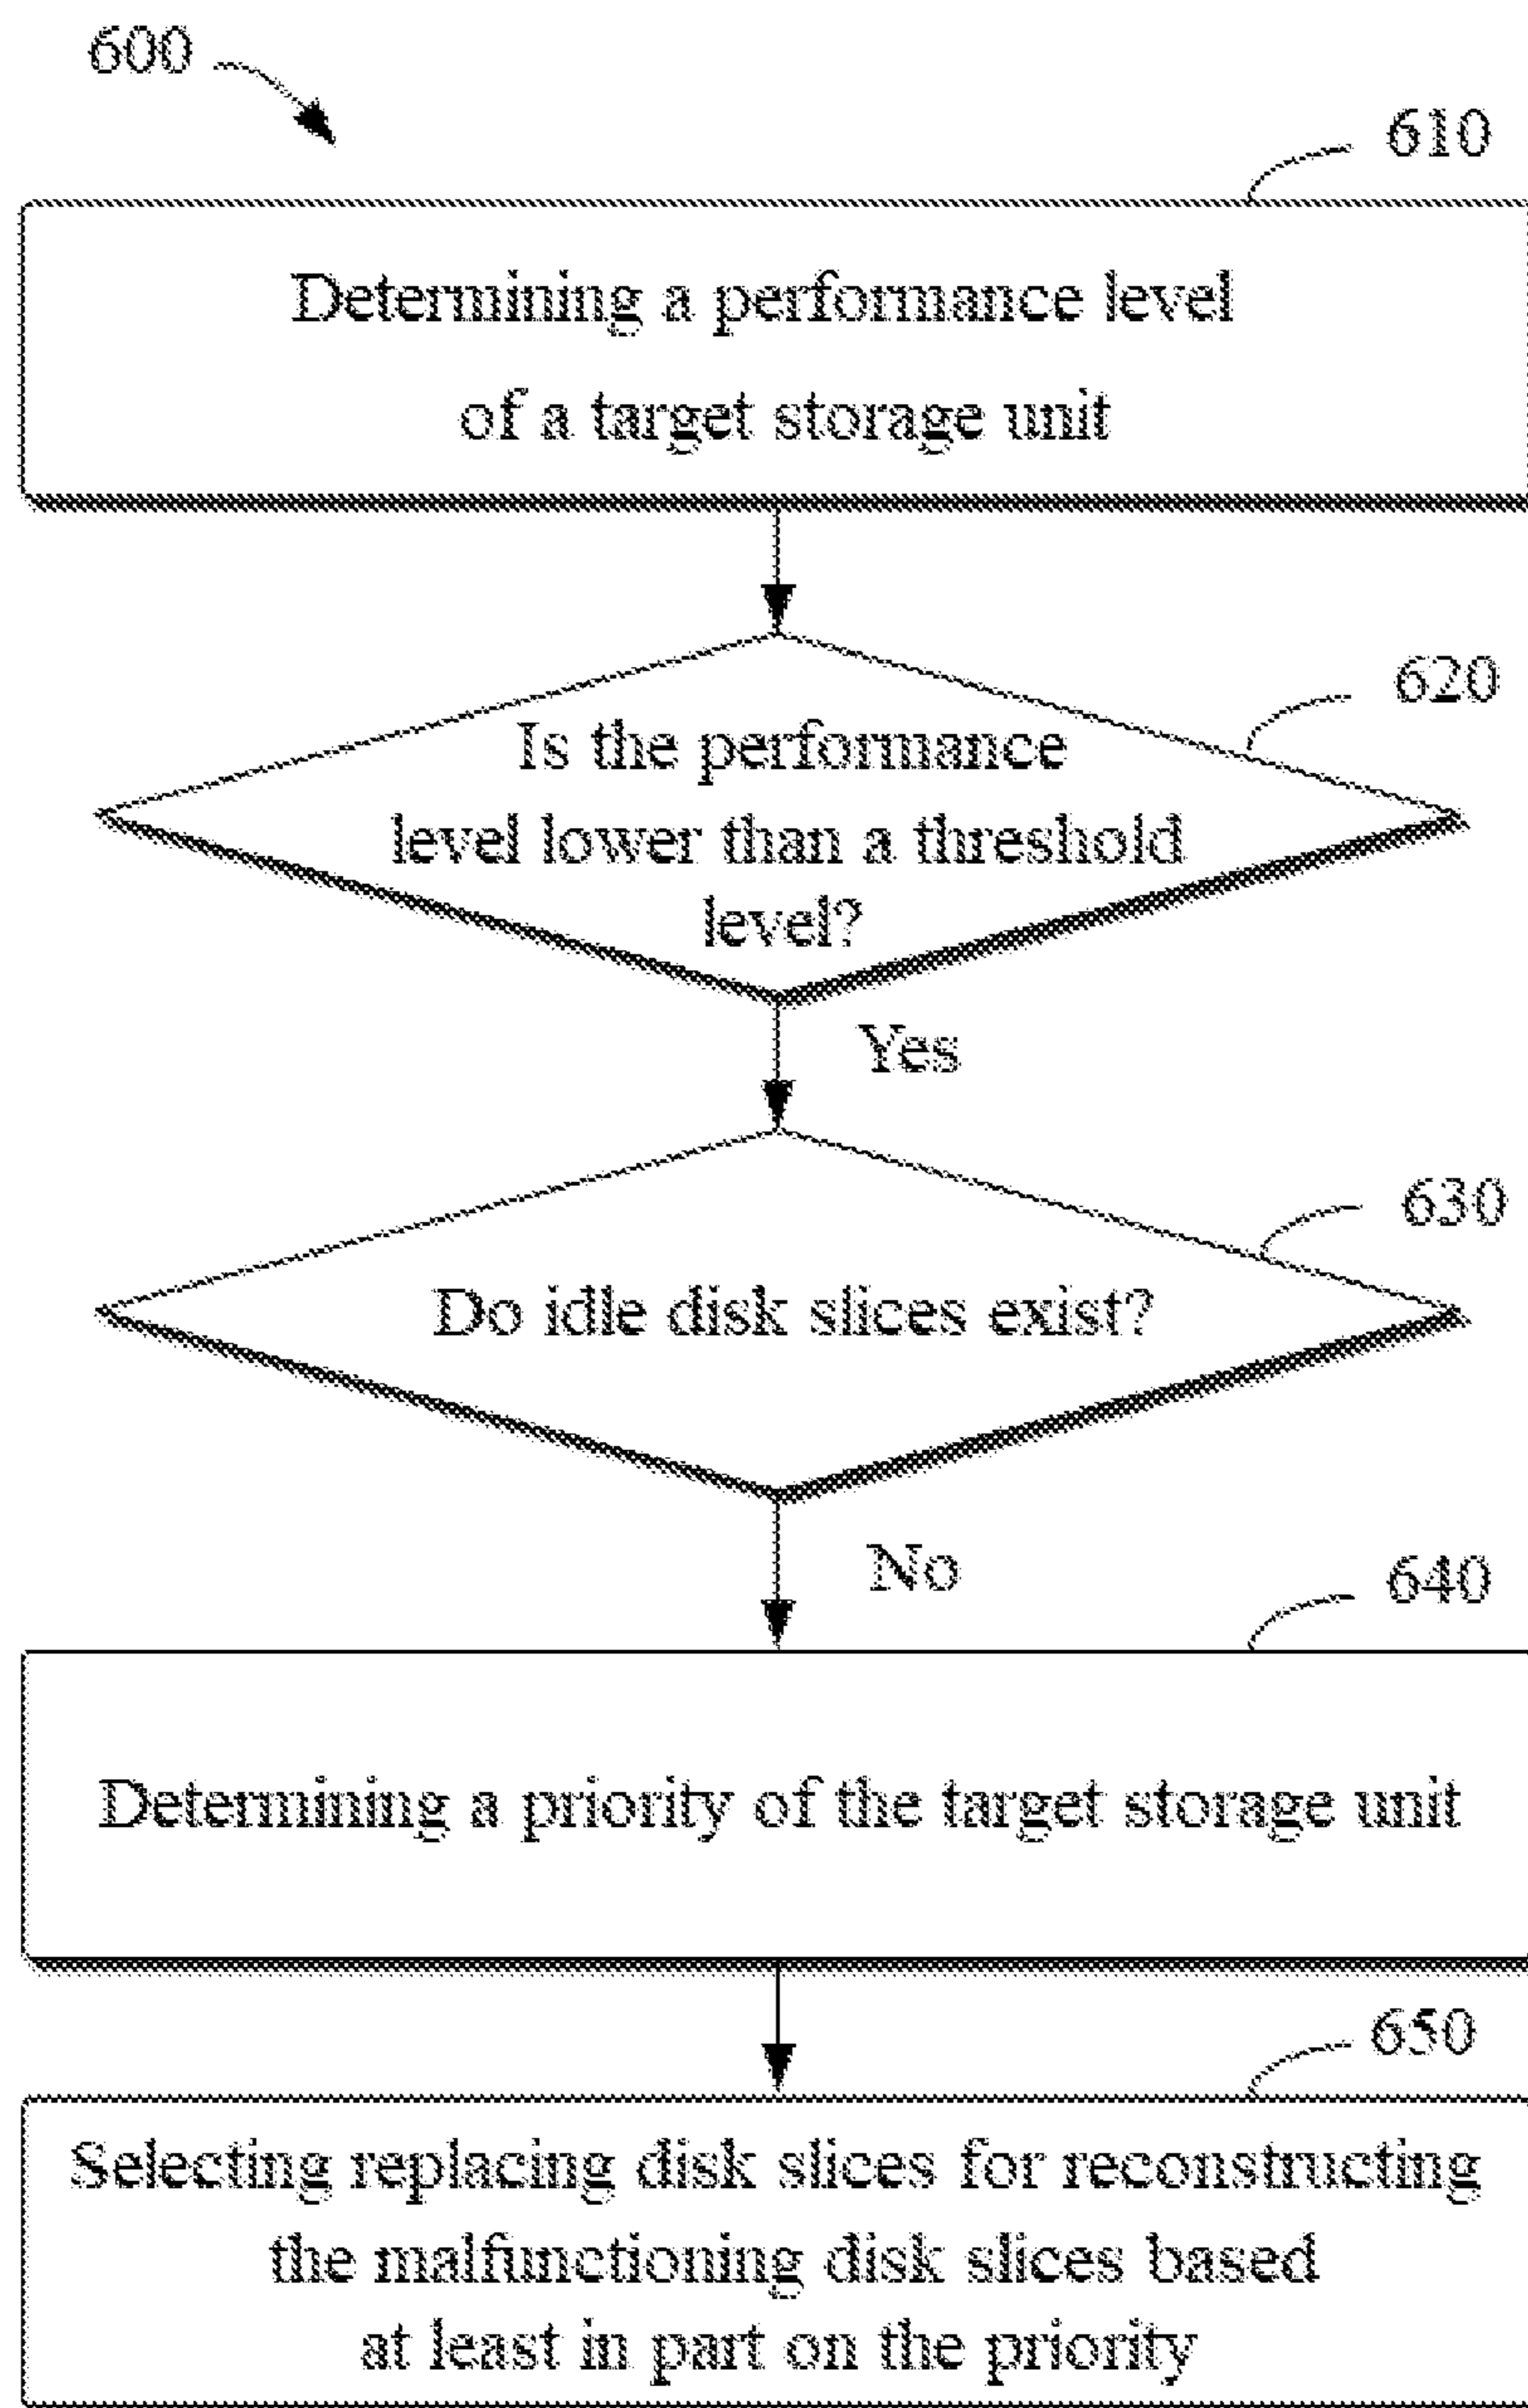 600
610
Determining a performance level
of a target storage unit
620
Is the performance
level lower than a threshold
level?
Yes
630
Do idle disk slices exist?
No
640
Determining a priority of the target storage unit
650
Selecting replacing disk slices for reconstructing
the malfunctioning disk slices based
at least in part on the priority